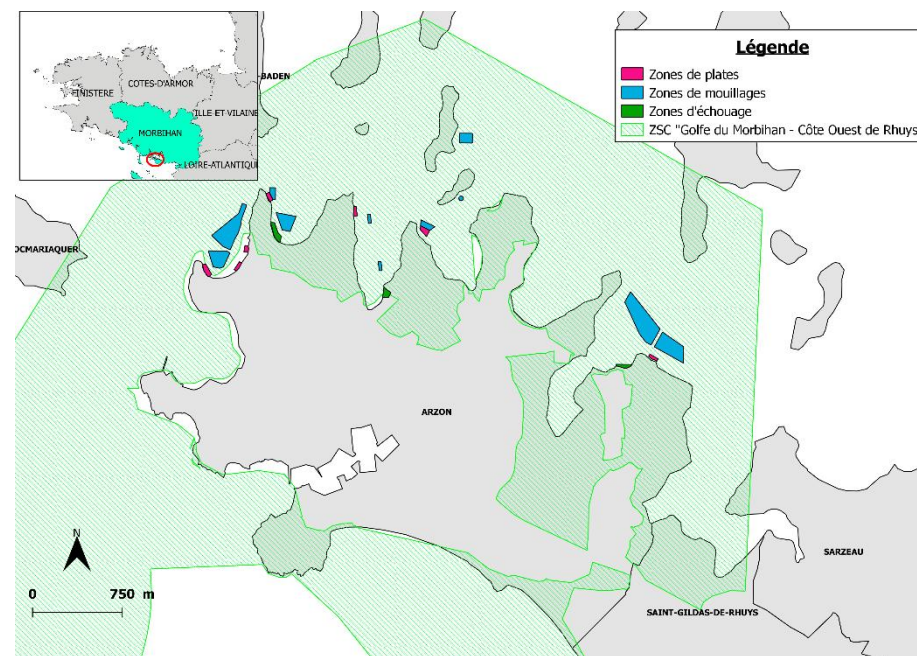 COTES-D'ARMOR
FINISTERE
ILLE-ET-VILAINE
MORBIHAN
LOIRE-ATLANTIQUE
-BADEN
Légende
Zones de plates
Zones de mouillages
Zones d'échouage
ZSC "Golfe du Morbihan - Côte Ouest de Rhuys
OCMARIAQUER
ARZON
SARZEAU
SAINT-GILDAS-DE-RHUYS
N
0 750 m